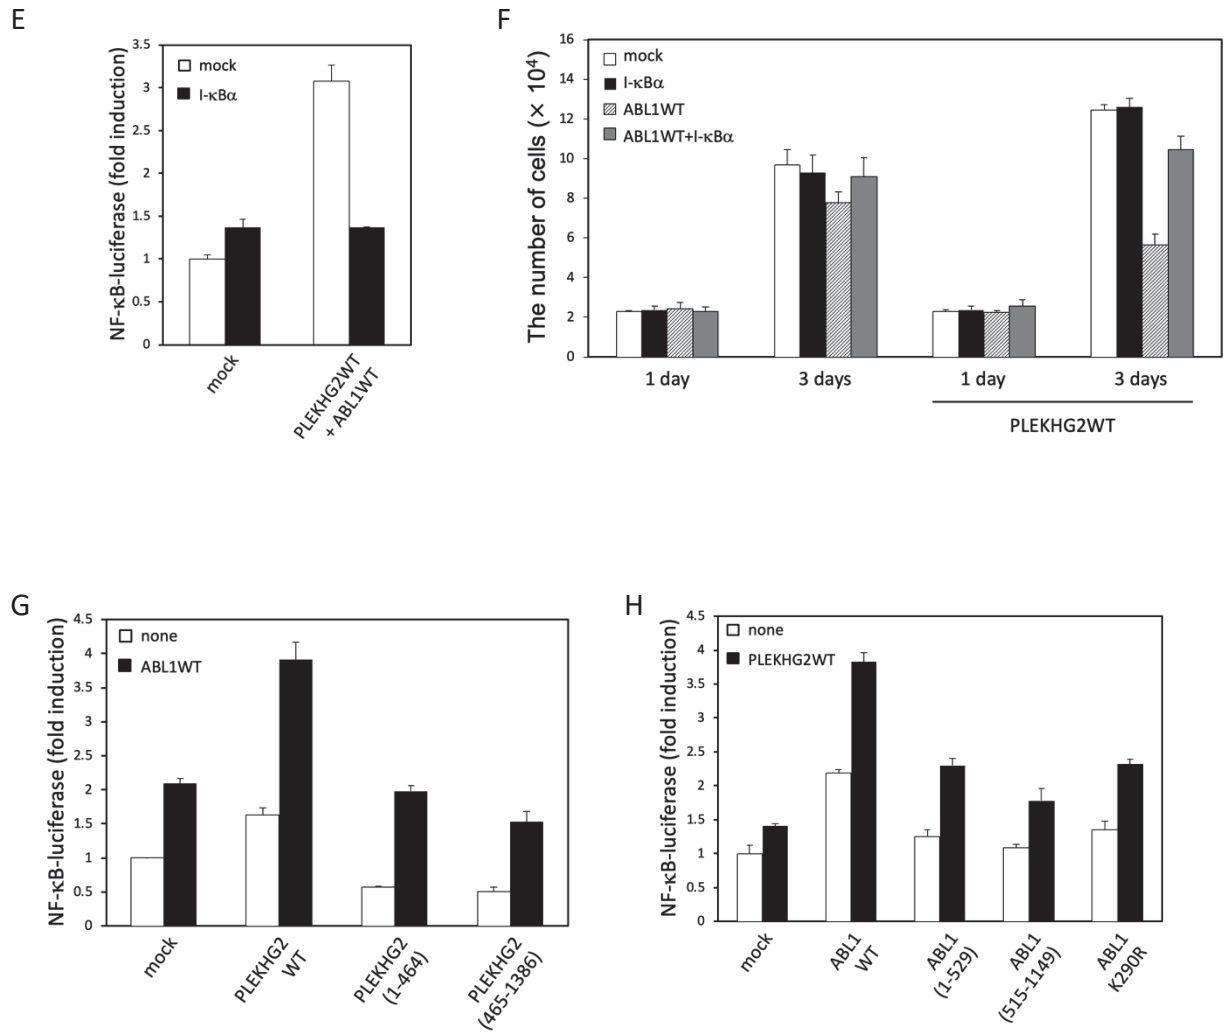 E
NF-κB-luciferase (fold induction)
3.5
3
2.5
2
1.5
1
0.5
0
mock
I-κBα
mock
PLEKHG2WT
+ ABL1WT
F
The number of cells (× 10⁴)
16
14
12
10
8
6
4
2
0
mock
I-κBα
ABL1WT
ABL1WT+I-κBα
1 day
3 days
1 day
3 days
PLEKHG2WT
G
NF-κB-luciferase (fold induction)
4.5
4
3.5
3
2.5
2
1.5
1
0.5
0
none
ABL1WT
mock
PLEKHG2
WT
PLEKHG2
(1-464)
PLEKHG2
(465-1386)
H
NF-κB-luciferase (fold induction)
4.5
4
3.5
3
2.5
2
1.5
1
0.5
0
none
PLEKHG2WT
mock
ABL1
WT
ABL1
(1-529)
ABL1
(515-1149)
ABL1
K290R